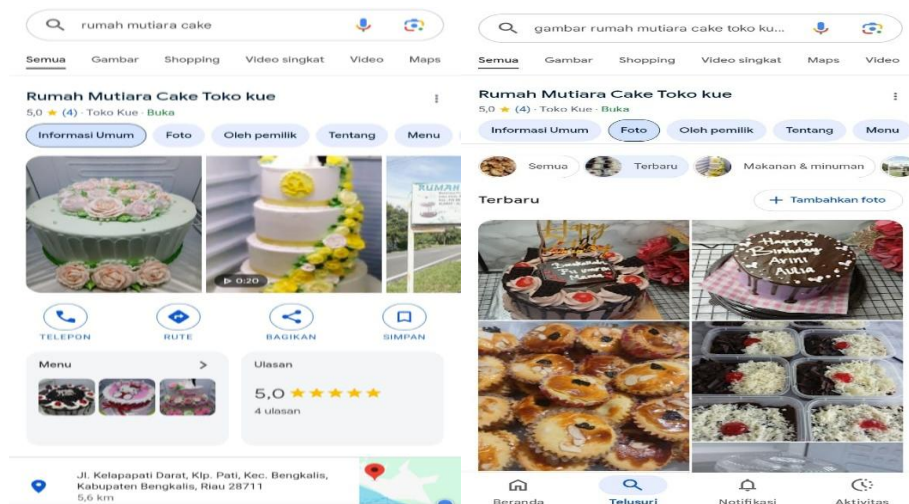 rumah mutiara cake
Semua Gambar Shopping Video singkat Video Maps
Rumah Mutiara Cake Toko kue
5,0 ★ (4) · Toko Kue · Buka
Informasi Umum Foto Oleh pemilik Tentang Menu
RUMAH
0:20
TELEPON RUTE BAGIKAN SIMPAN
Menu
Ulasan
5,0
4 ulasan
Jl. Kelapapati Darat, Klp. Pati, Kec. Bengkalis,
Kabupaten Bengkalis, Riau 28711
5,6 km
gambar rumah mutiara cake toko ku...
Semua Gambar Shopping Video singkat Maps Video
Rumah Mutiara Cake Toko kue
5,0 ★ (4) · Toko Kue · Buka
Informasi Umum Foto Oleh pemilik Tentang Menu
Semua Terbaru Makanan & minuman
Terbaru
+ Tambahkan foto
Happy
Birthday
ARINI
AULIA
Beranda Telusuri Notifikasi Aktivitas